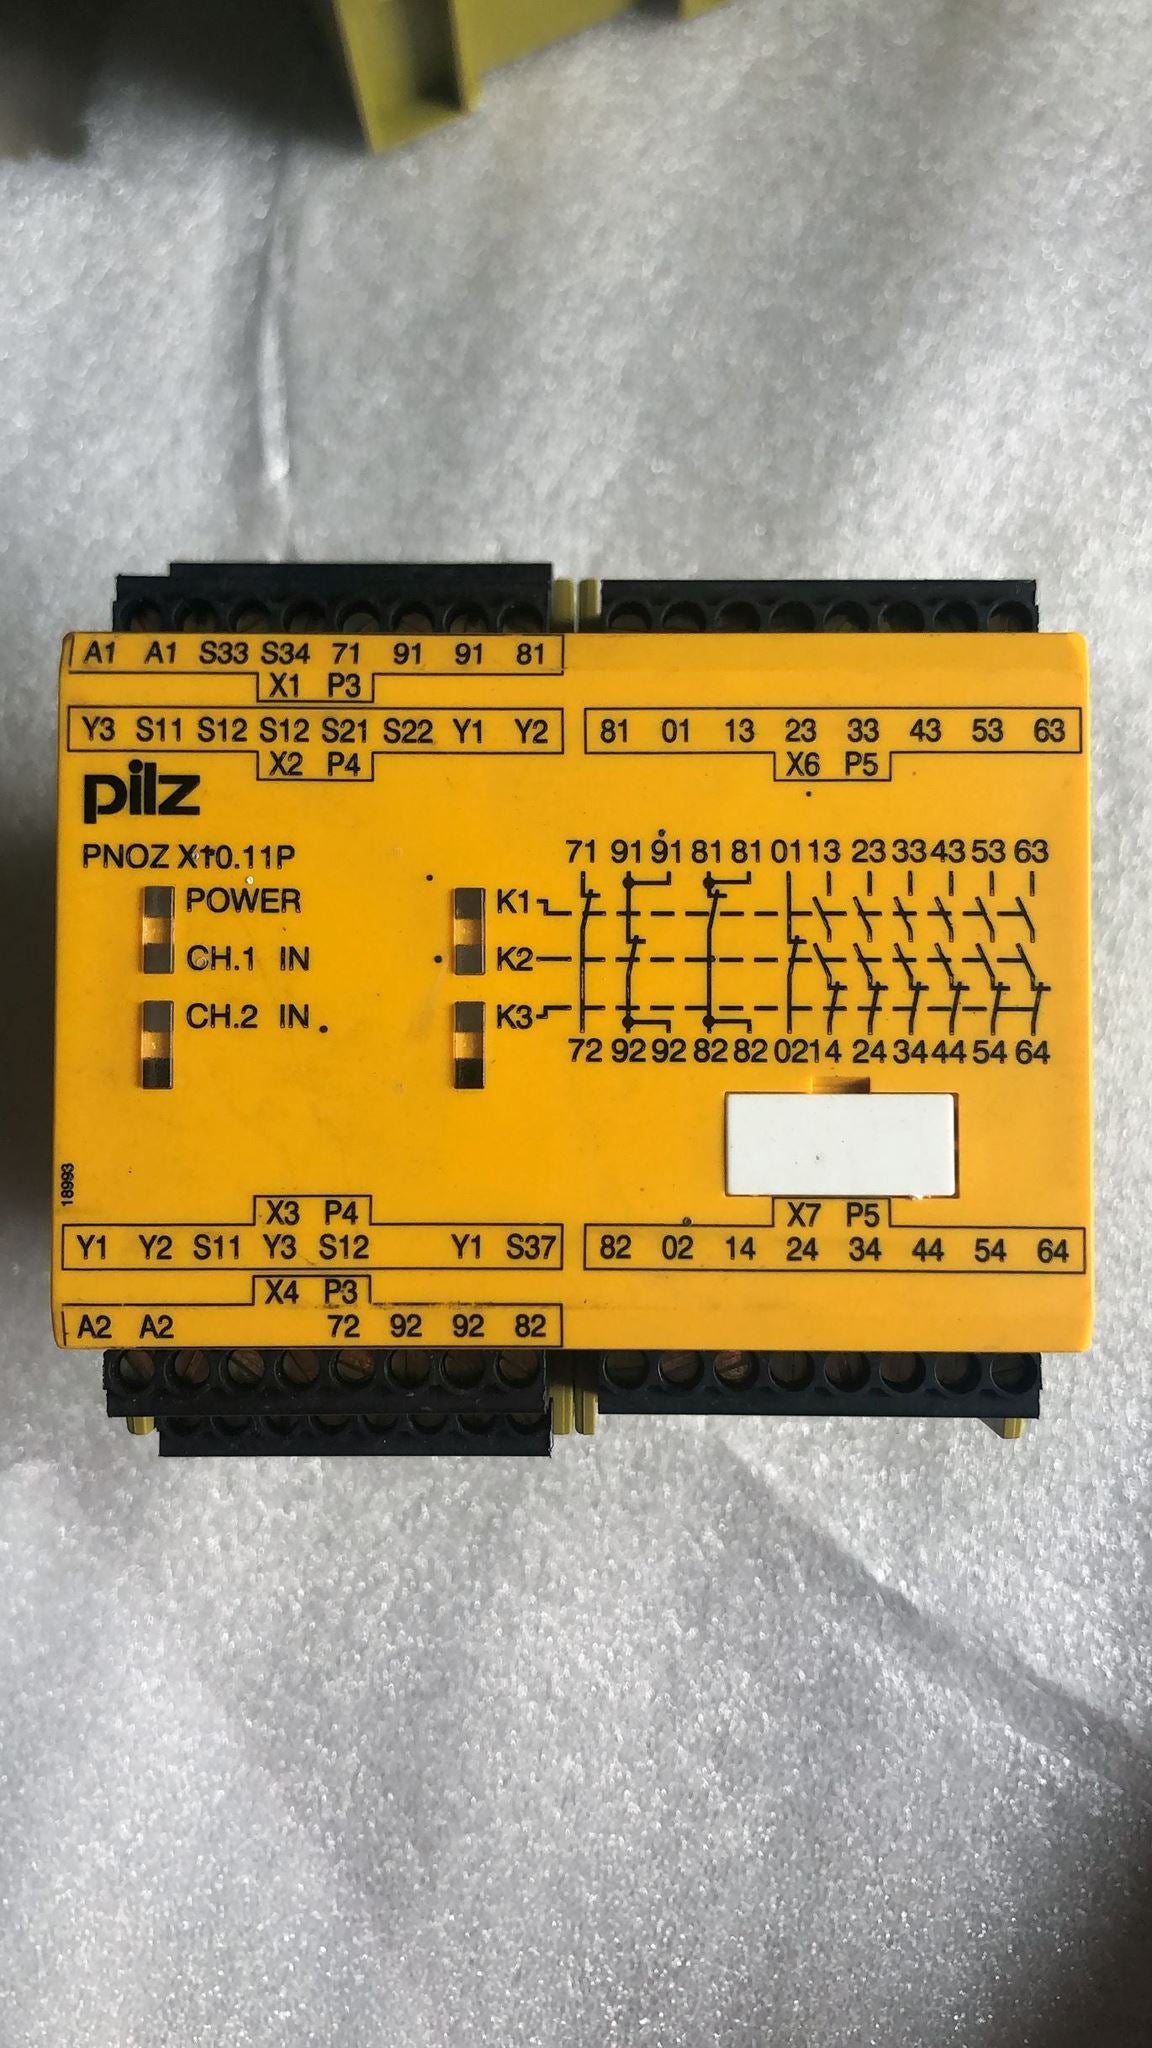 A1 A1 S33 S34 71 91 91 81
X1 P3
Y3 S11 S12 S12 S21 S22 Y1 Y2
X2 P4
81 01 13 23 33 43 53 63
X6 P5
pilz
PNOZ X10.11P
POWER
CH.1 IN
CH.2 IN
K1
K2
K3
71 91 91 81 81 01 13 23 33 43 53 63
72 92 92 82 82 02 14 24 34 44 54 64
18993
X3 P4
Y1 Y2 S11 Y3 S12 Y1 S37
X4 P3
A2 A2 72 92 92 82
X7 P5
82 02 14 24 34 44 54 64